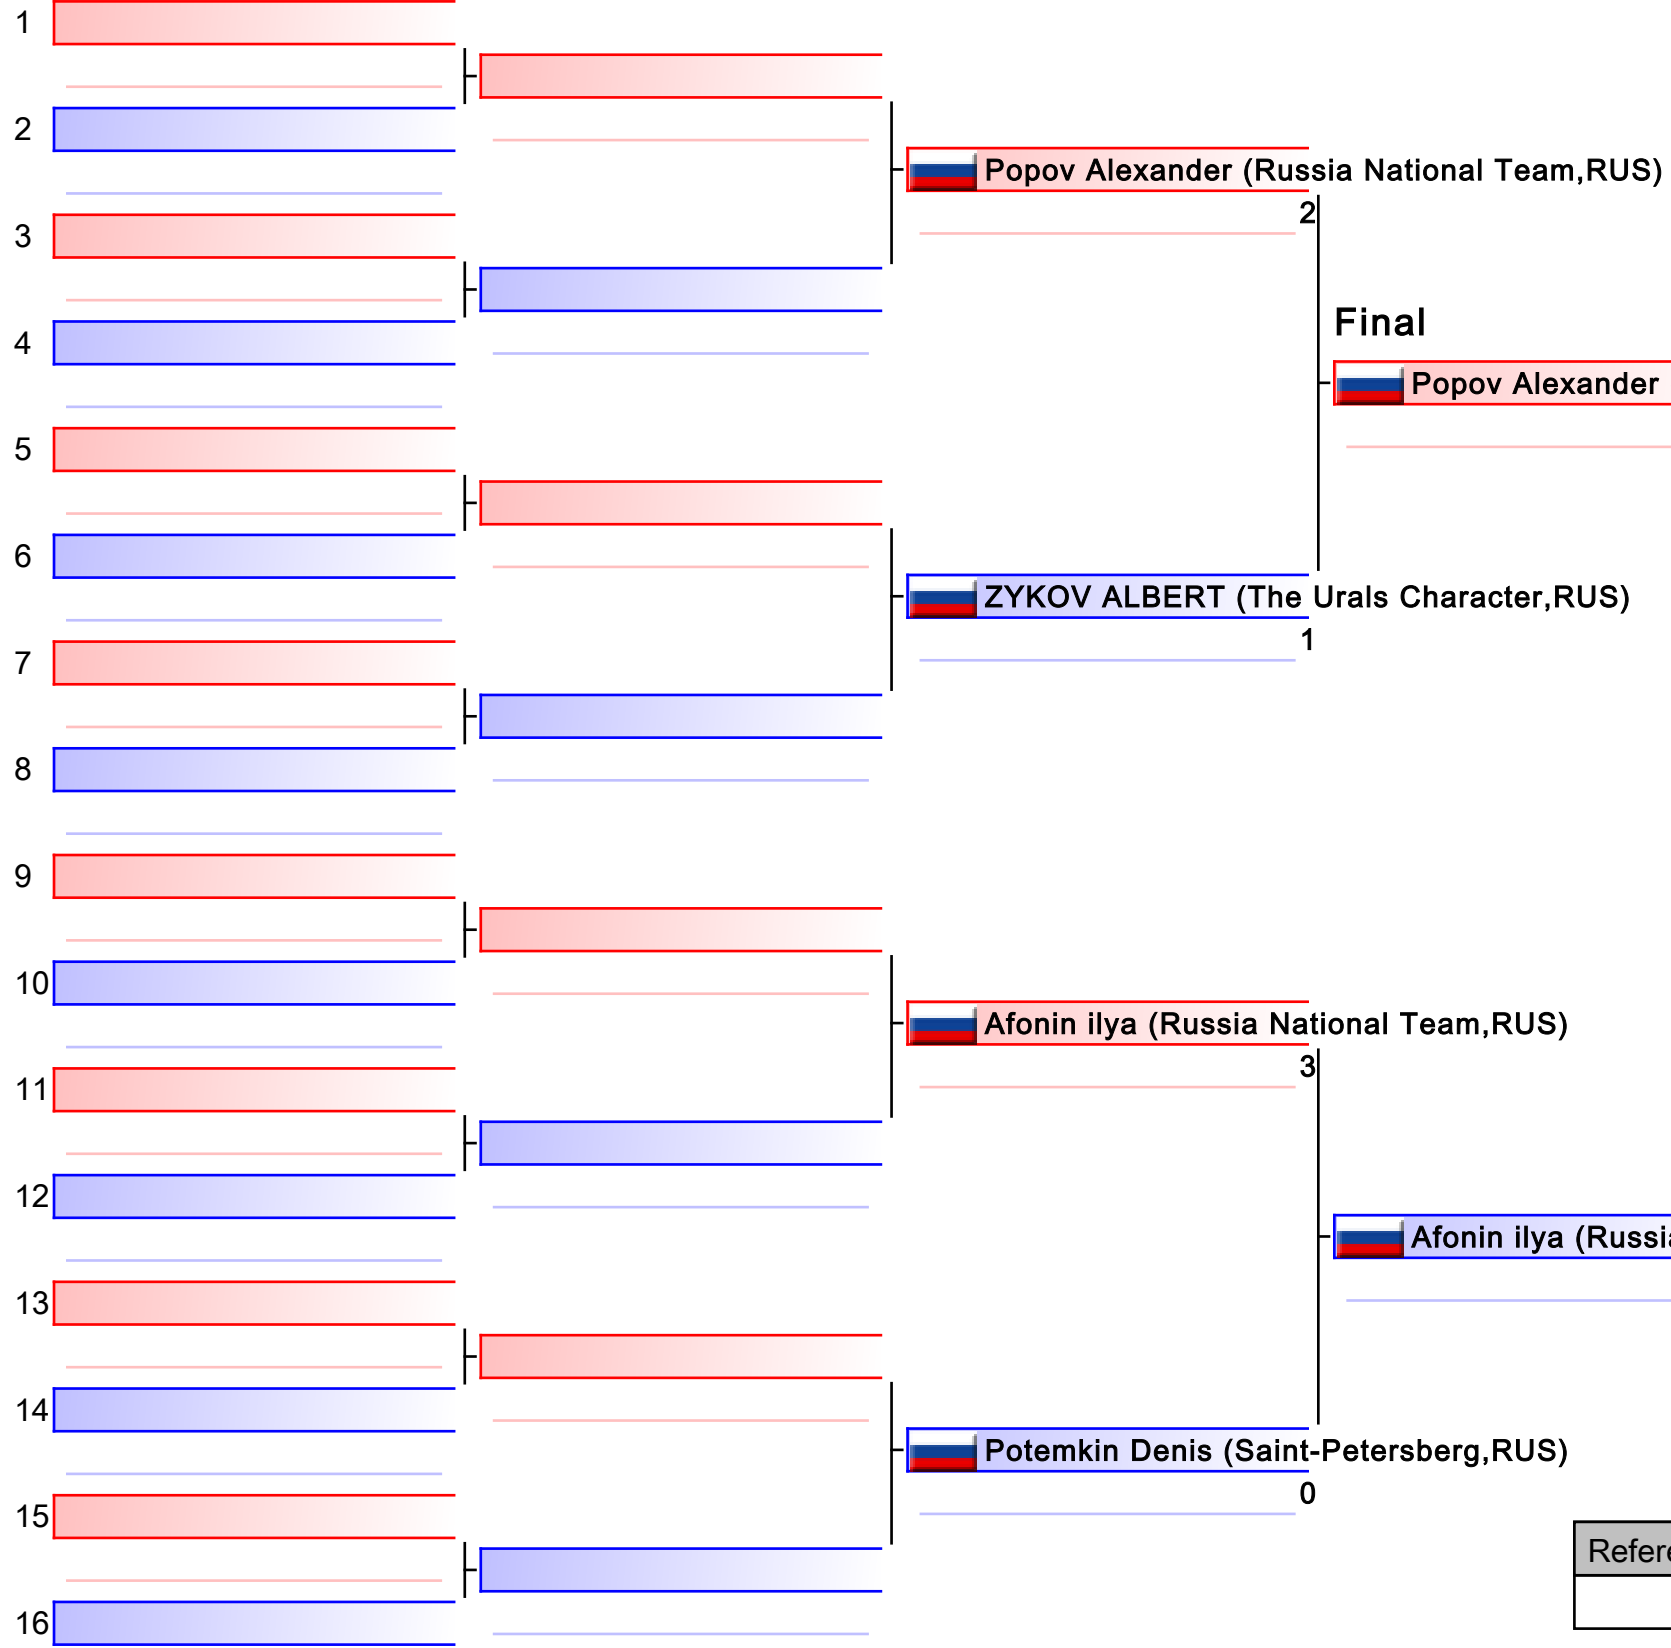 1
2
Popov Alexander (Russia National Team,RUS)
2
3
Final
4
Popov Alexander
5
6
ZYKOV ALBERT (The Urals Character,RUS)
1
7
8
9
10
Afonin ilya (Russia National Team,RUS)
3
11
12
Afonin ilya (Russia
13
14
Potemkin Denis (Saint-Petersberg,RUS)
0
15
Refere
16